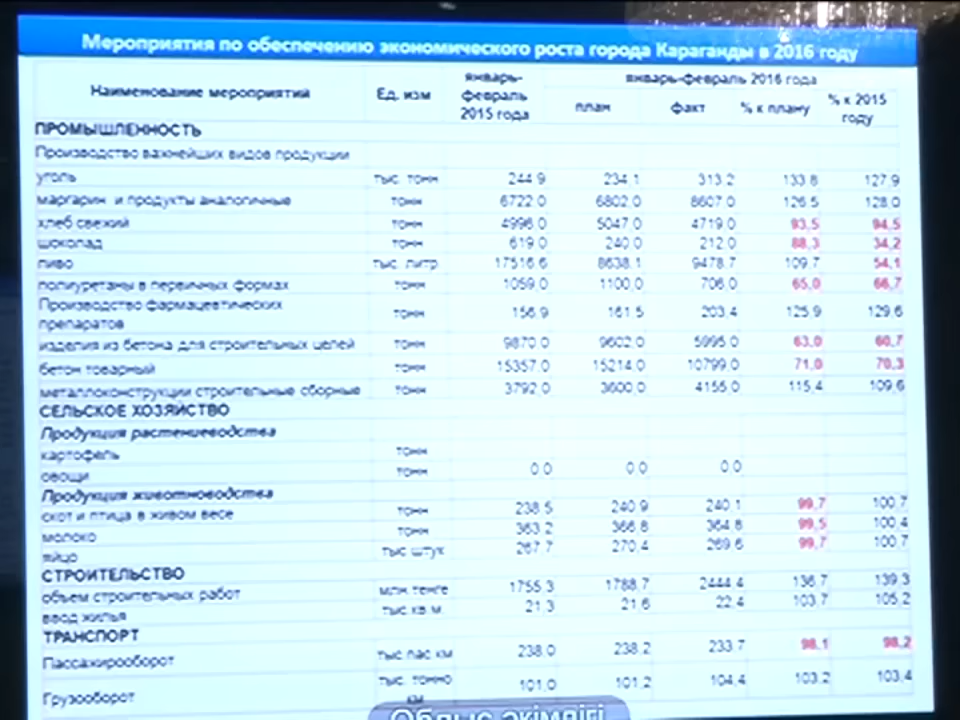 Мероприятия по обеспечению экономического роста города Караганды в 2016 году
Наименование мероприятий Ед. изм январь-февраль 2015 года январь-февраль 2016 года
план факт % к плану % к 2015 году
ПРОМЫШЛЕННОСТЬ
Производство важнейших видов продукции
уголь тыс. тонн 244.9 234.1 313.2 133.8 127.9
маргарин и продукты аналогичные тонн 6722.0 6802.0 8607.0 126.5 128.0
хлеб свежий тонн 4996.0 5047.0 4719.0 93,5 94,5
шоколад тонн 619.0 240.0 212.0 88,3 34,2
пиво тыс. литр 17516.6 8638.1 9478.7 109.7 54,1
полиуретаны в первичных формах тонн 1059.0 1100.0 706.0 65,0 66,7
Производство фармацевтических препаратов тонн 156.9 161.5 203.4 125.9 129.6
изделия из бетона для строительных целей тонн 9870.0 9602.0 5995.0 63,0 60,7
бетон товарный тонн 15357.0 15214.0 10799.0 71,0 70,3
металлоконструкции строительные сборные тонн 3792.0 3600.0 4155.0 115,4 109,6
СЕЛЬСКОЕ ХОЗЯЙСТВО
Продукция растениеводства
картофель тонн
овощи тонн 0.0 0.0 0.0
Продукция животноводства
скот и птица в живом весе тонн 238.5 240.9 240.1 99,7 100,7
молоко тонн 363.2 366.8 364.8 99,5 100,4
яйцо тыс штук 267.7 270,4 269.6 99,7 100.7
СТРОИТЕЛЬСТВО
объем строительных работ млн тенге 1755.3 1788.7 2444.4 136.7 139.3
ввод жилья тыс кв м 21.3 21.6 22.4 103.7 105,2
ТРАНСПОРТ
Пассажирооборот тыс пас км 238.0 238.2 233.7 98,1 98,2
Грузооборот тыс. тонно км 101,0 101,2 104,4 103.2 103,4
Облыс әкімдігі